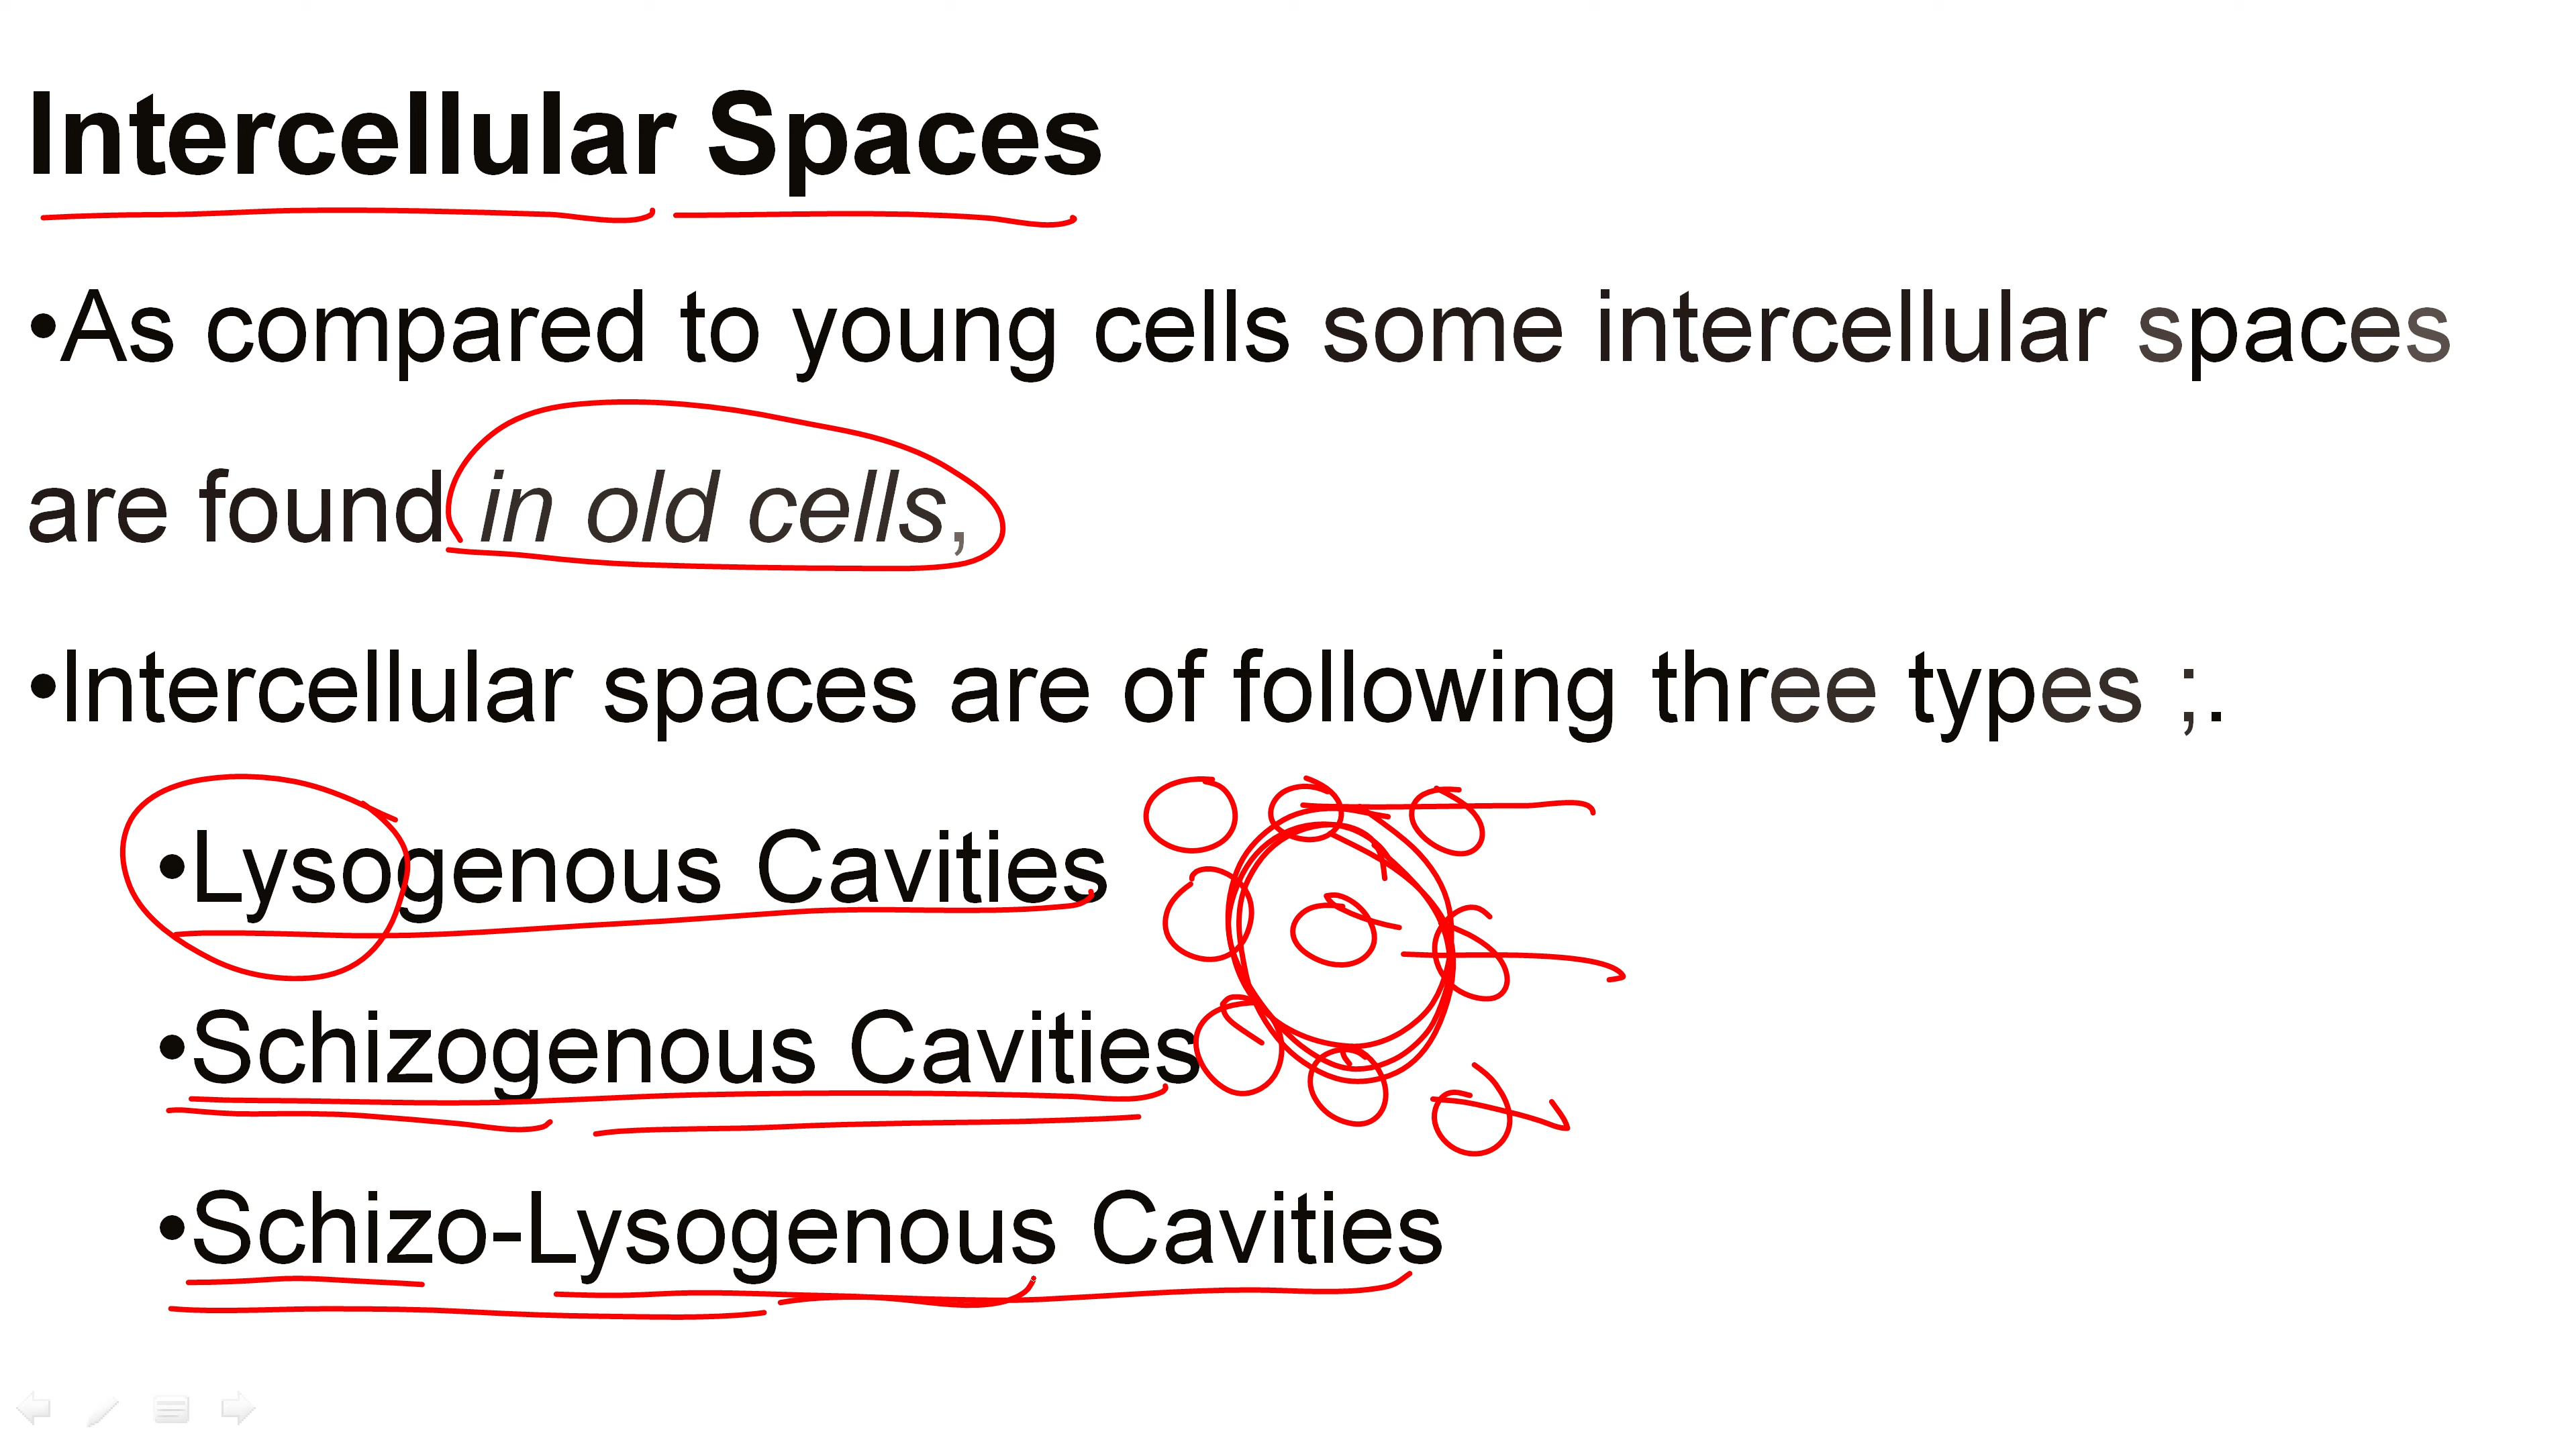 Intercellular Spaces
•As compared to young cells some intercellular spaces
are found in old cells,
•Intercellular spaces are of following three types ;.
•Lysogenous Cavities
•Schizogenous Cavities
•Schizo-Lysogenous Cavities